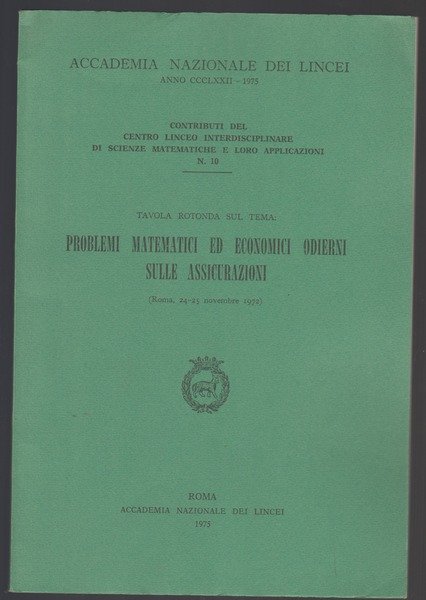 ACCADEMIA NAZIONALE DEI LINCEI
ANNO CCCLXXII - 1975
CONTRIBUTI DEL
CENTRO LINCEO INTERDISCIPLINARE
DI SCIENZE MATEMATICHE E LORO APPLICAZIONI
N. 10
TAVOLA ROTONDA SUL TEMA:
PROBLEMI MATEMATICI ED ECONOMICI ODIERNI
SULLE ASSICURAZIONI
(Roma, 24-25 novembre 1972)
ROMA
ACCADEMIA NAZIONALE DEI LINCEI
1975